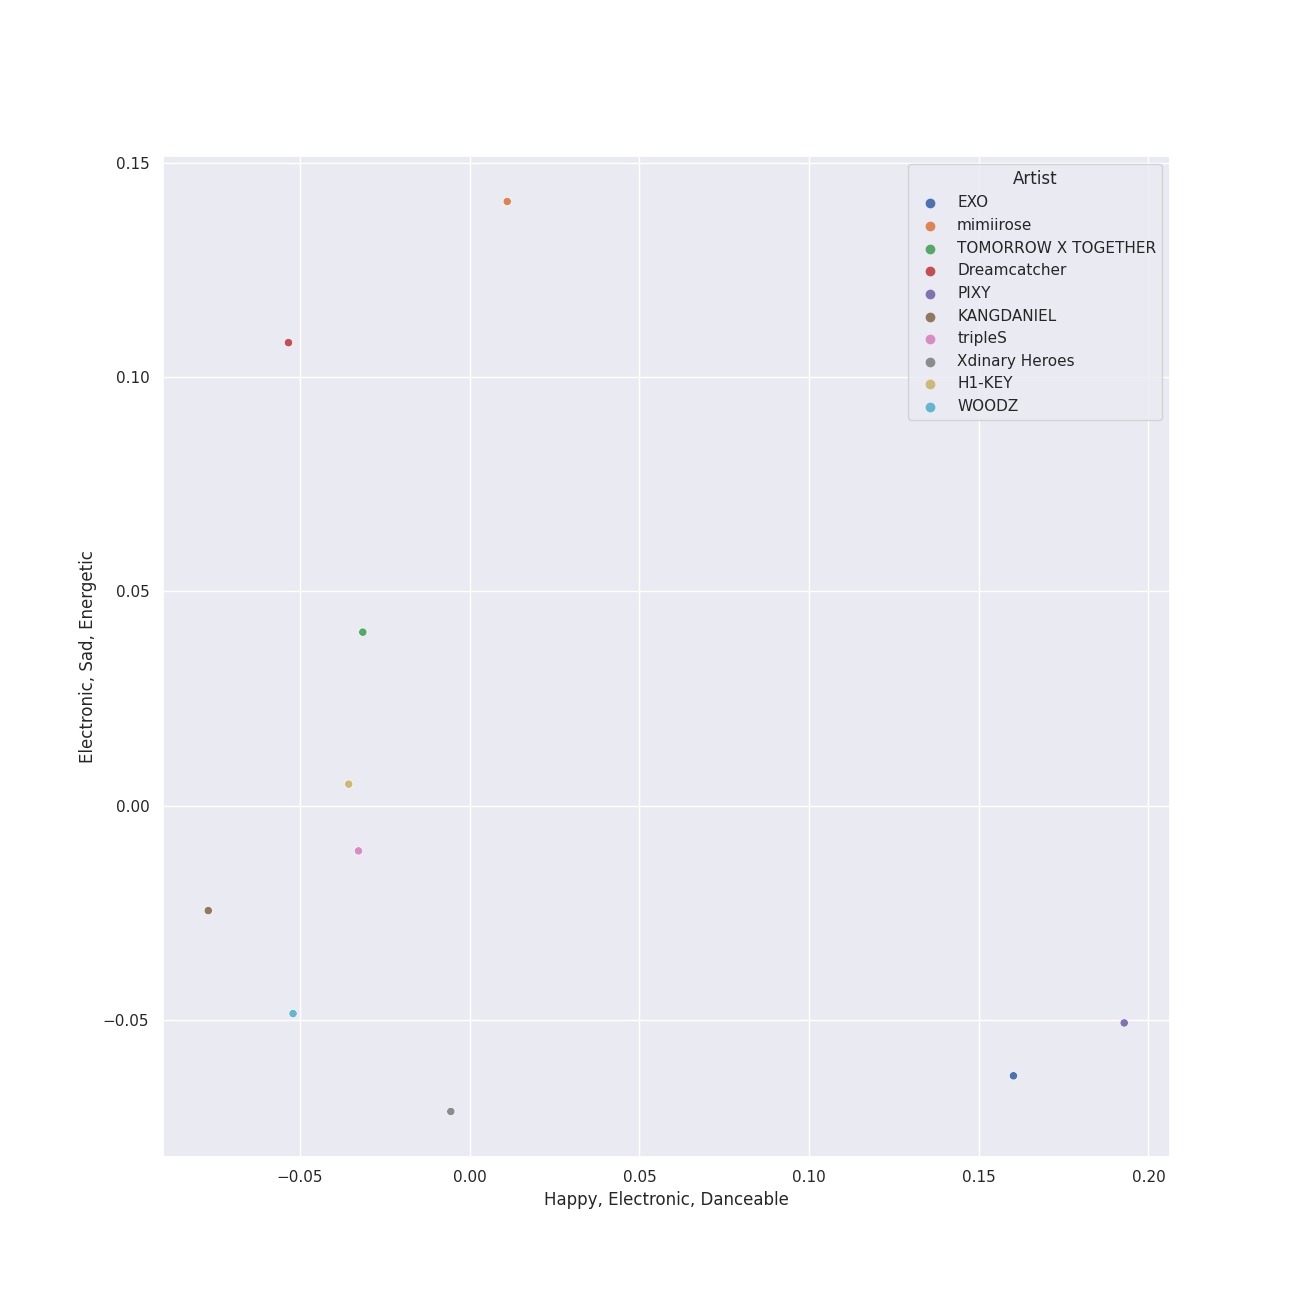 0.15
0.10
0.05
0.00
−0.05
Electronic, Sad, Energetic
Artist
EXO
mimiirose
TOMORROW X TOGETHER
Dreamcatcher
PIXY
KANGDANIEL
tripleS
Xdinary Heroes
H1-KEY
WOODZ
−0.05 0.00 0.05 0.10 0.15 0.20
Happy, Electronic, Danceable